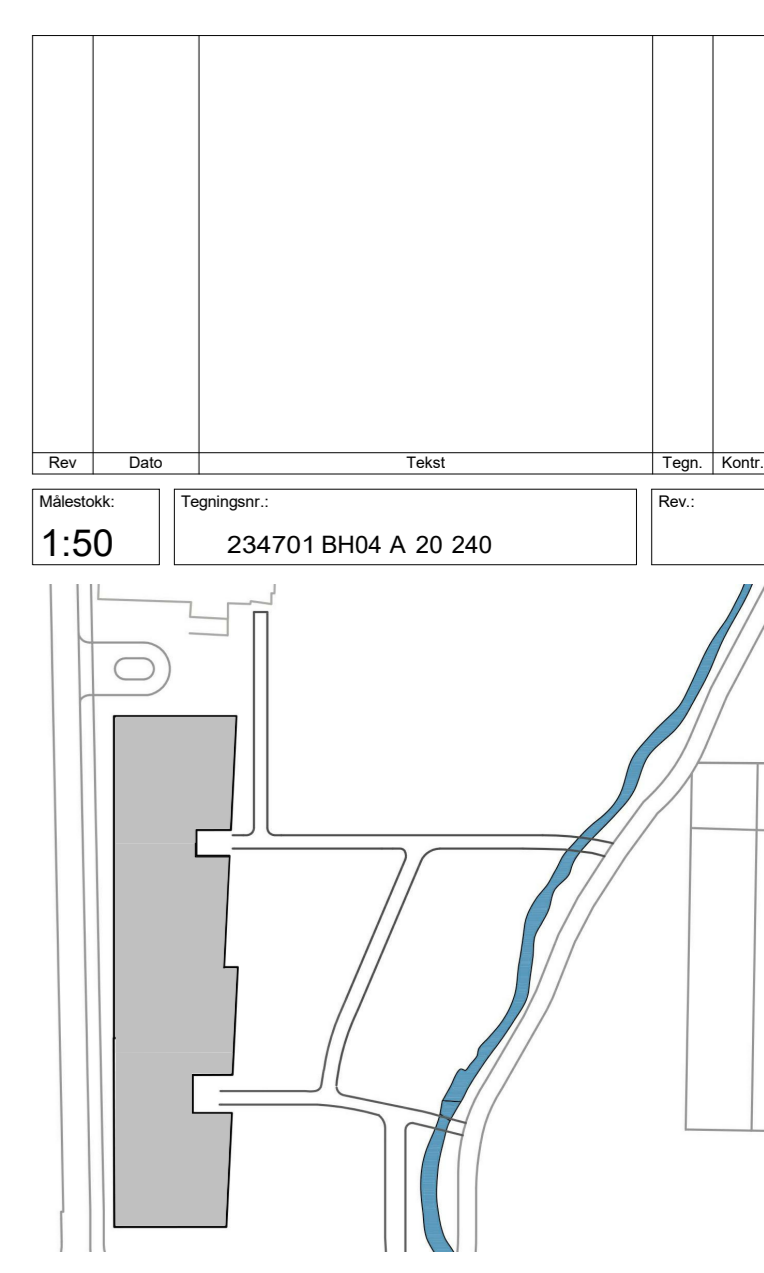 Rev Dato Tekst Tegn. Kontr.
Målestokk: Tegningsnr.: Rev.:
1:50 234701 BH04 A 20 240